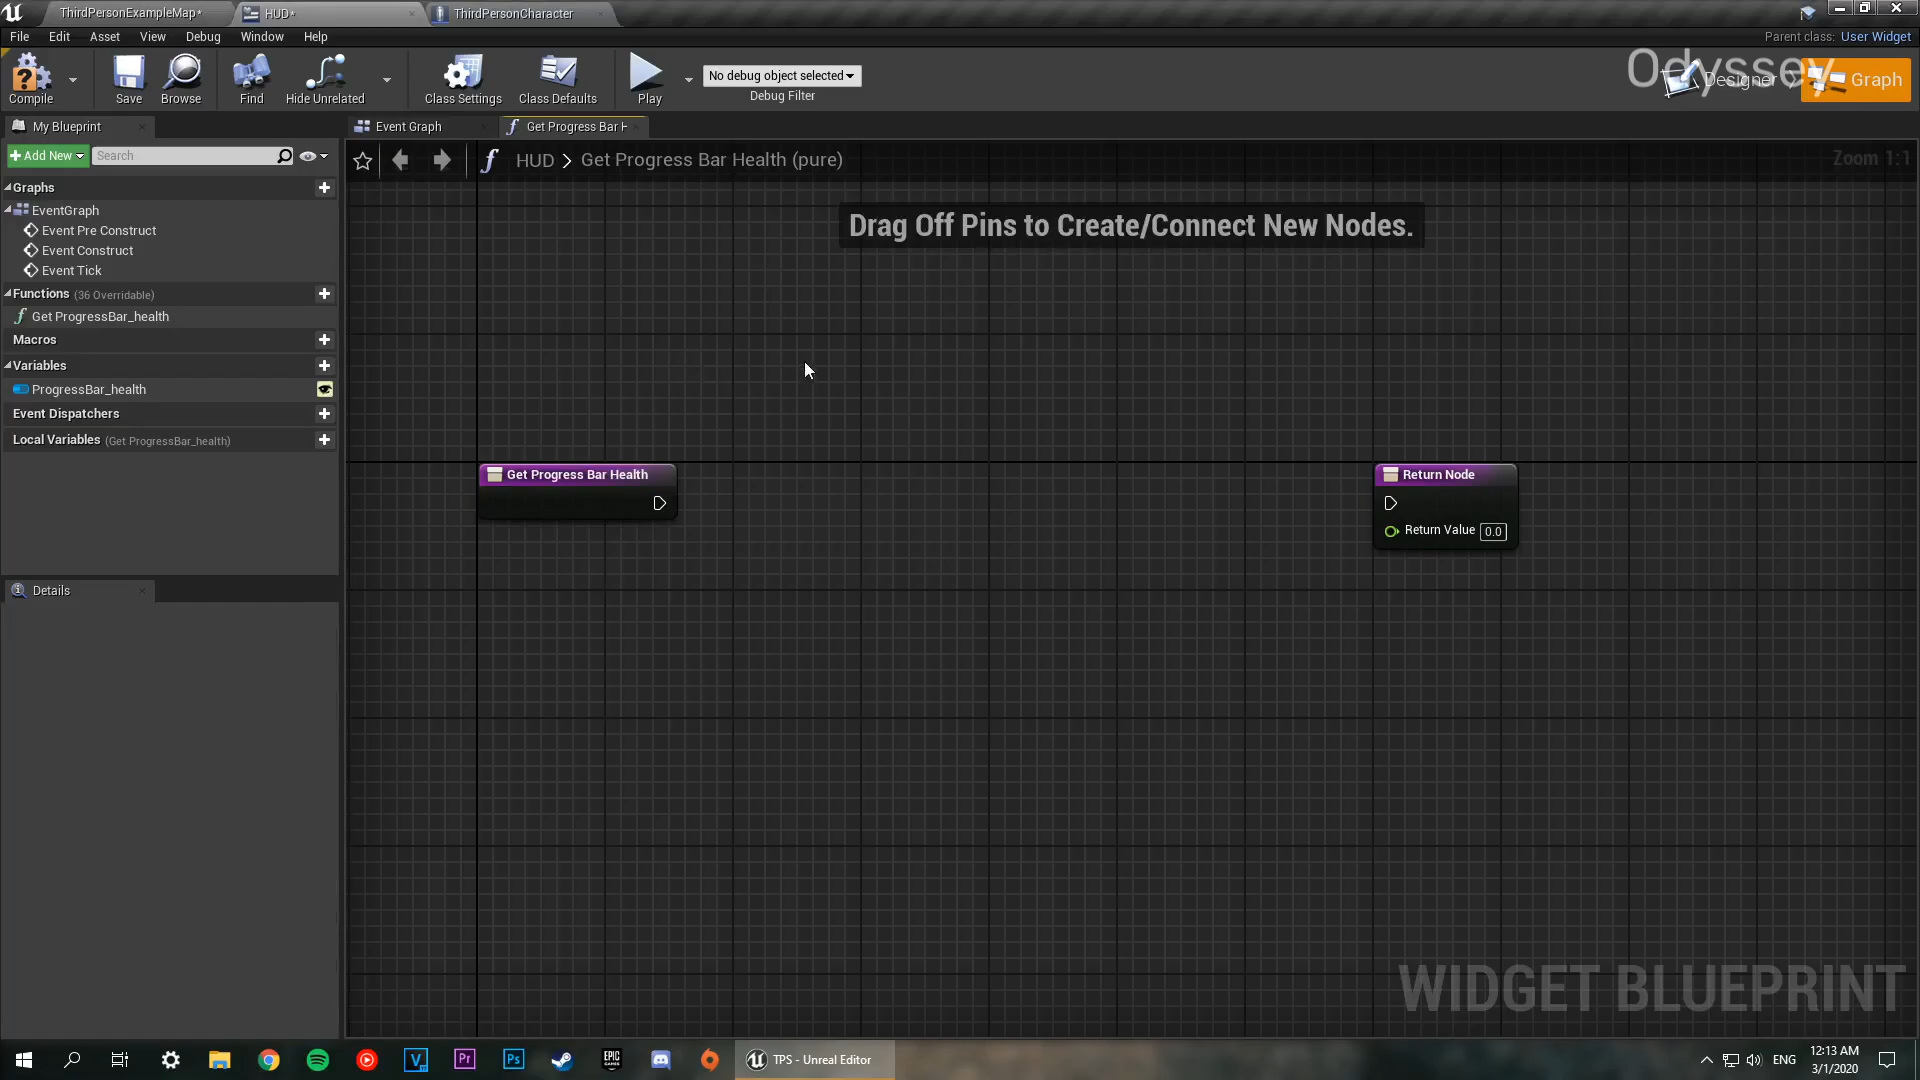 ThirdPersonExampleMap*
HUD*
ThirdPersonCharacter
File Edit Asset View Debug Window Help
Parent class: User Widget
Compile
Save
Browse
Find
Hide Unrelated
Class Settings
Class Defaults
Play
No debug object selected
Debug Filter
Odyssey
Designer
Graph
My Blueprint
Event Graph
Get Progress Bar H
Add New
Search
HUD > Get Progress Bar Health (pure)
Zoom 1:1
Drag Off Pins to Create/Connect New Nodes.
Graphs
EventGraph
Event Pre Construct
Event Construct
Event Tick
Functions (36 Overridable)
Get ProgressBar_health
Macros
Variables
ProgressBar_health
Event Dispatchers
Local Variables (Get ProgressBar_health)
Get Progress Bar Health
Return Node
Return Value 0.0
Details
WIDGET BLUEPRINT
TPS - Unreal Editor
ENG
12:13 AM
3/1/2020